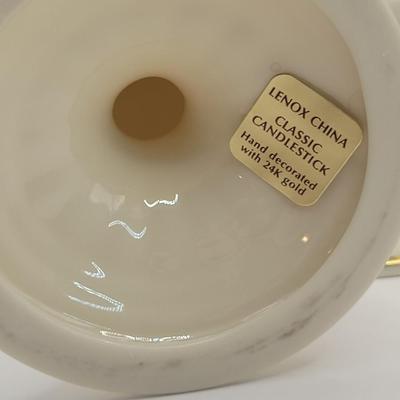 LENOX CHINA
CLASSIC
CANDLESTICK
Hand decorated
with 24K gold